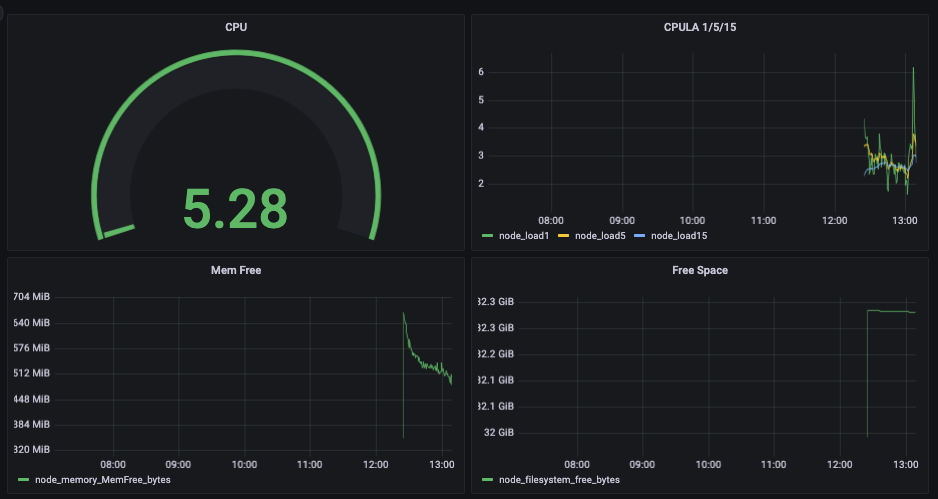 CPU
5.28
CPULA 1/5/15
6
5
4
3
2
08:00 09:00 10:00 11:00 12:00 13:00
node_load1 node_load5 node_load15
Mem Free
704 MiB
640 MiB
576 MiB
512 MiB
448 MiB
384 MiB
320 MiB
08:00 09:00 10:00 11:00 12:00 13:00
node_memory_MemFree_bytes
Free Space
32.3 GiB
32.3 GiB
32.2 GiB
32.1 GiB
32.1 GiB
32 GiB
08:00 09:00 10:00 11:00 12:00 13:00
node_filesystem_free_bytes